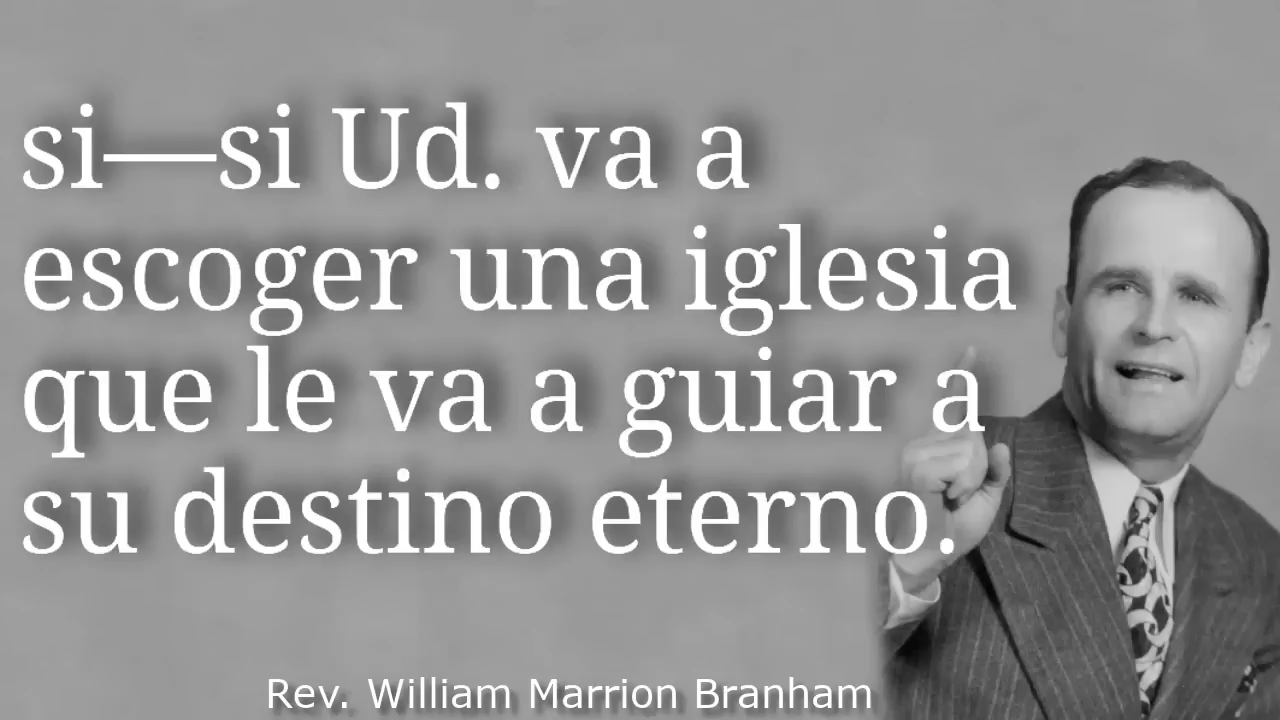 si—si Ud. va a
escoger una iglesia
que le va a guiar a
su destino eterno.
Rev. William Marrion Branham